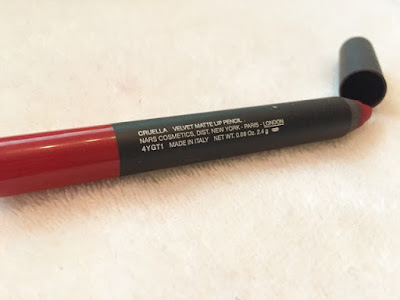 CRUELLA VELVET MATTE LIP PENCIL
NARS COSMETICS, DIST. NEW YORK - PARIS - LONDON
4YGT1 MADE IN ITALY NET WT. 0.08 Oz. 2.4 g